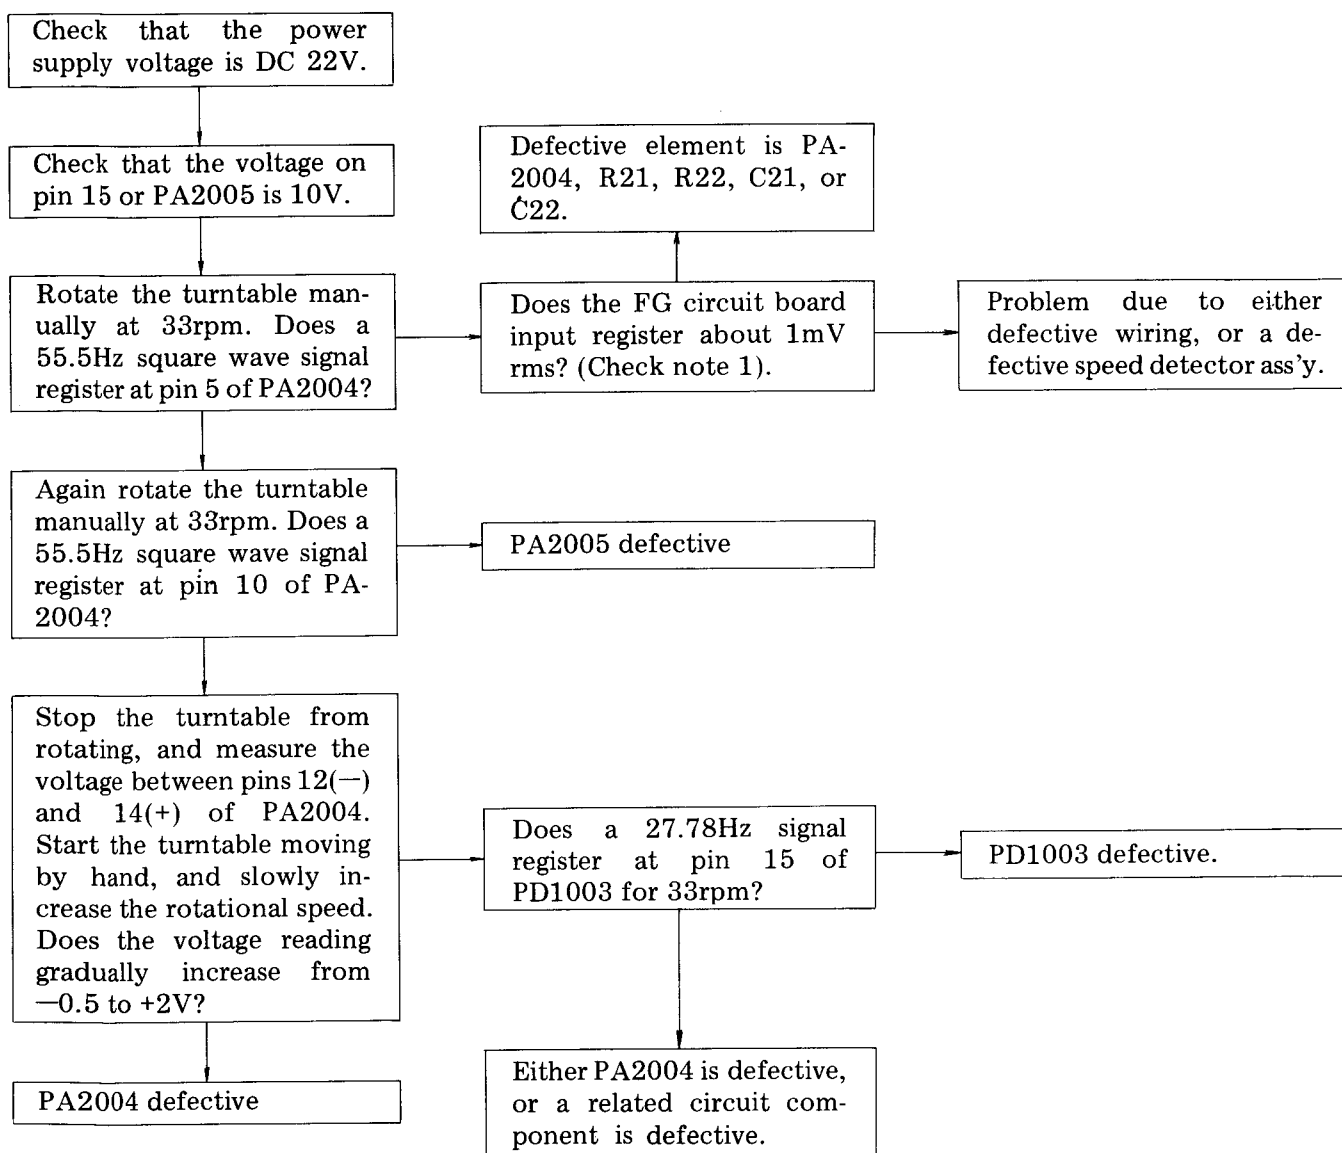 Check that the power
supply voltage is DC 22V.
Check that the voltage on
pin 15 or PA2005 is 10V.
Defective element is PA-
2004, R21, R22, C21, or
C22.
Rotate the turntable man-
ually at 33rpm. Does a
55.5Hz square wave signal
register at pin 5 of PA2004?
Does the FG circuit board
input register about 1mV
rms? (Check note 1).
Problem due to either
defective wiring, or a de-
fective speed detector ass'y.
Again rotate the turntable
manually at 33rpm. Does a
55.5Hz square wave signal
register at pin 10 of PA-
2004?
PA2005 defective
Stop the turntable from
rotating, and measure the
voltage between pins 12(—)
and 14(+) of PA2004.
Start the turntable moving
by hand, and slowly in-
crease the rotational speed.
Does the voltage reading
gradually increase from
—0.5 to +2V?
Does a 27.78Hz signal
register at pin 15 of
PD1003 for 33rpm?
PD1003 defective.
PA2004 defective
Either PA2004 is defective,
or a related circuit com-
ponent is defective.